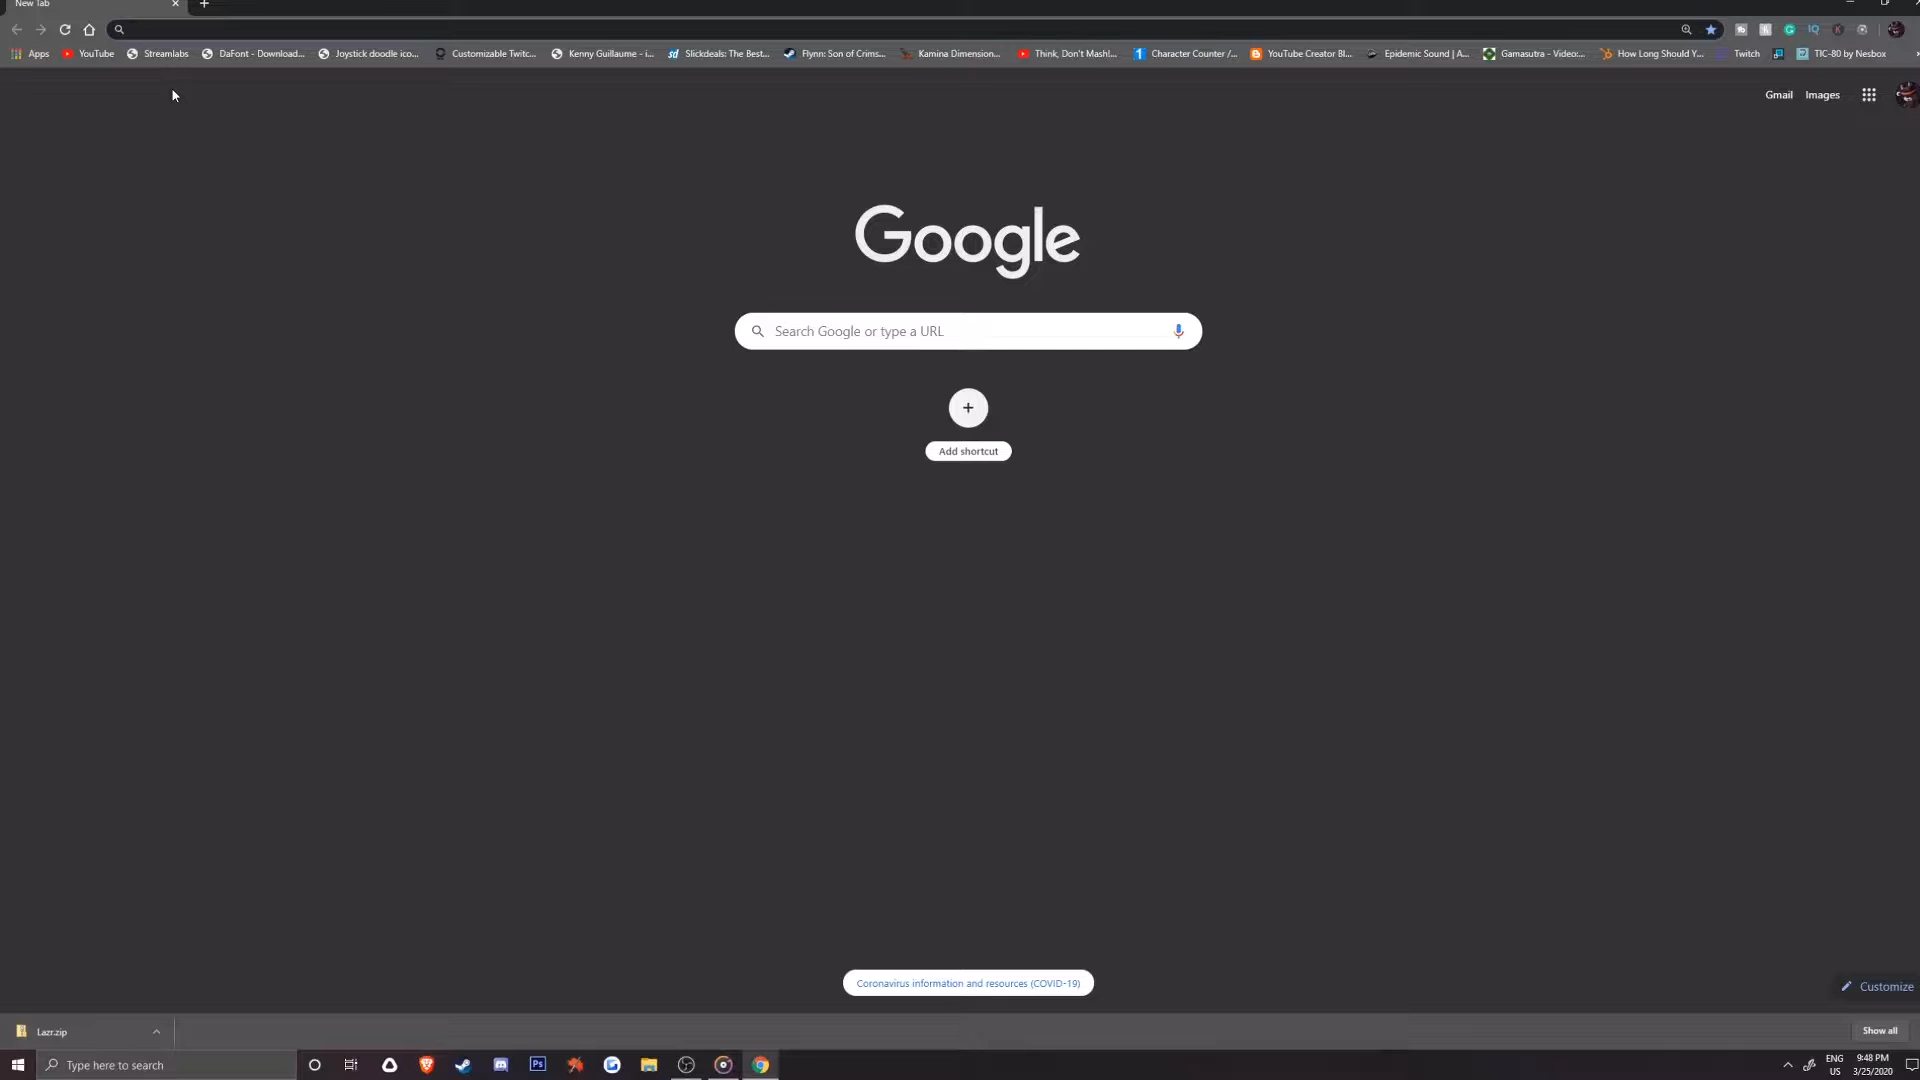 New Tab
Apps YouTube Streamlabs DaFont - Download... Joystick doodle ico... Customizable Twitc... Kenny Guillaume - i... sd Slickdeals: The Best... Flynn: Son of Crims... Kamina Dimension... Think, Don't Mash!... 1 Character Counter /... YouTube Creator Bl... Epidemic Sound | A... Gamasutra - Video:... How Long Should Y... Twitch TIC-80 by Nesbox
Gmail Images
Google
Search Google or type a URL
Add shortcut
Coronavirus information and resources (COVID-19)
Customize
Lazr.zip
Show all
Type here to search
Ps
ENG
US
9:48 PM
3/25/2020